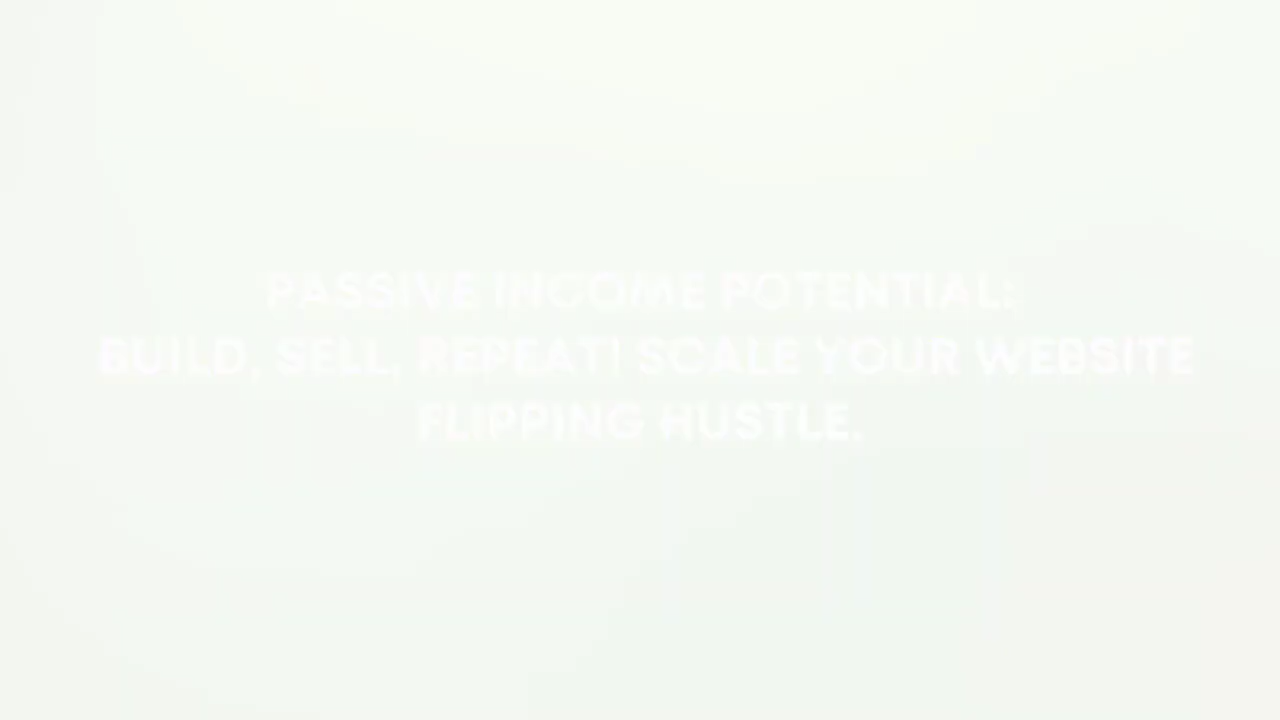 PASSIVE INCOME POTENTIAL:
BUILD, SELL, REPEAT! SCALE YOUR WEBSITE
FLIPPING HUSTLE.